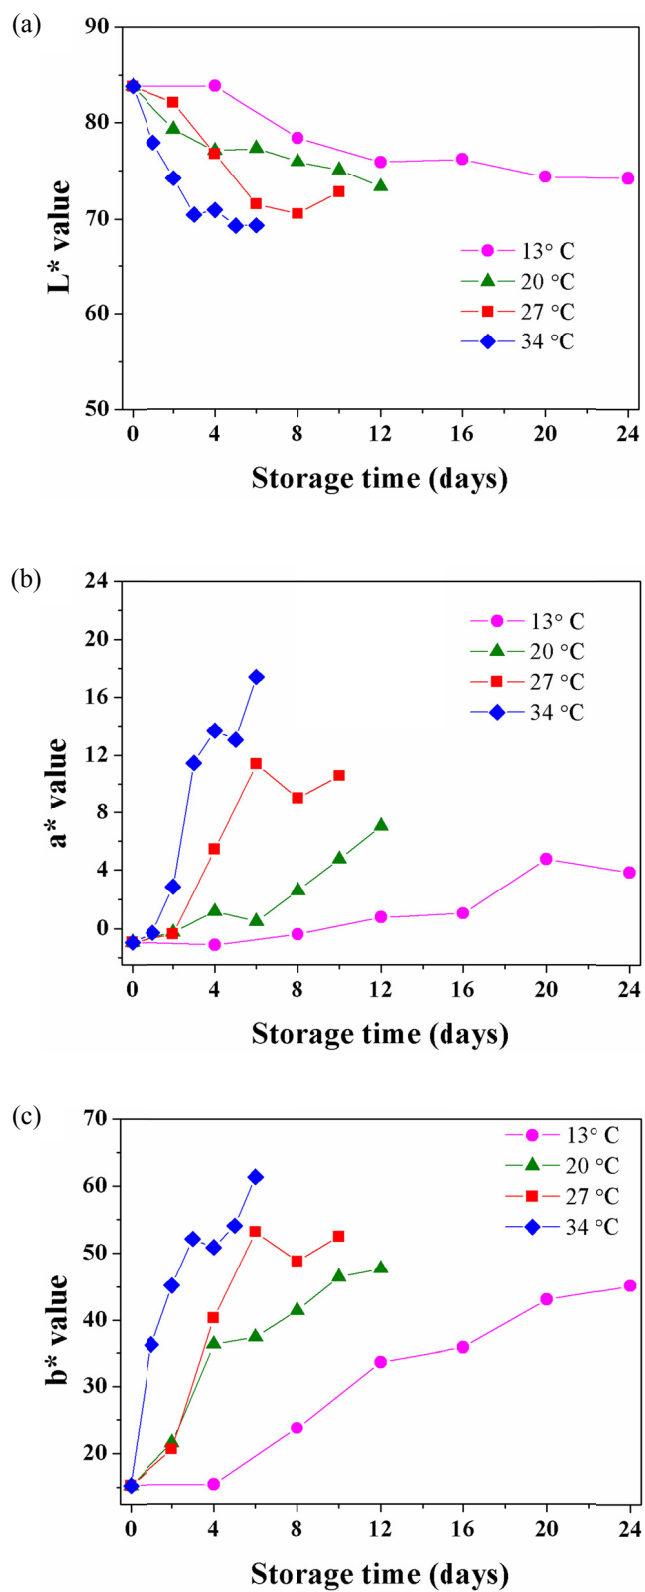 (a)
90
80
70
60
50
L* value
13° C
20 °C
27 °C
34 °C
0 4 8 12 16 20 24
Storage time (days)
(b)
24
20
16
12
8
4
0
a* value
13° C
20 °C
27 °C
34 °C
0 4 8 12 16 20 24
Storage time (days)
(c)
70
60
50
40
30
20
b* value
13° C
20 °C
27 °C
34 °C
0 4 8 12 16 20 24
Storage time (days)